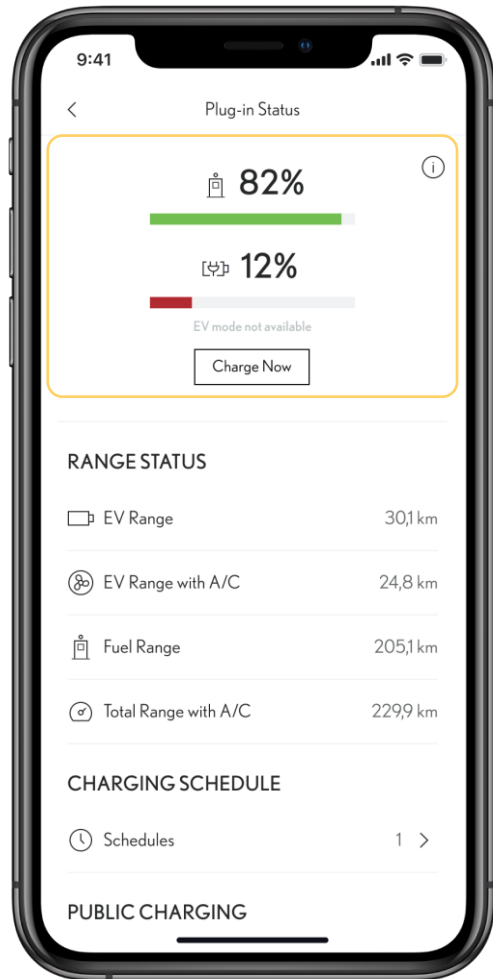 9:41
Plug-in Status
82%
12%
EV mode not available
Charge Now
RANGE STATUS
EV Range 30,1 km
EV Range with A/C 24,8 km
Fuel Range 205,1 km
Total Range with A/C 229,9 km
CHARGING SCHEDULE
Schedules 1
PUBLIC CHARGING